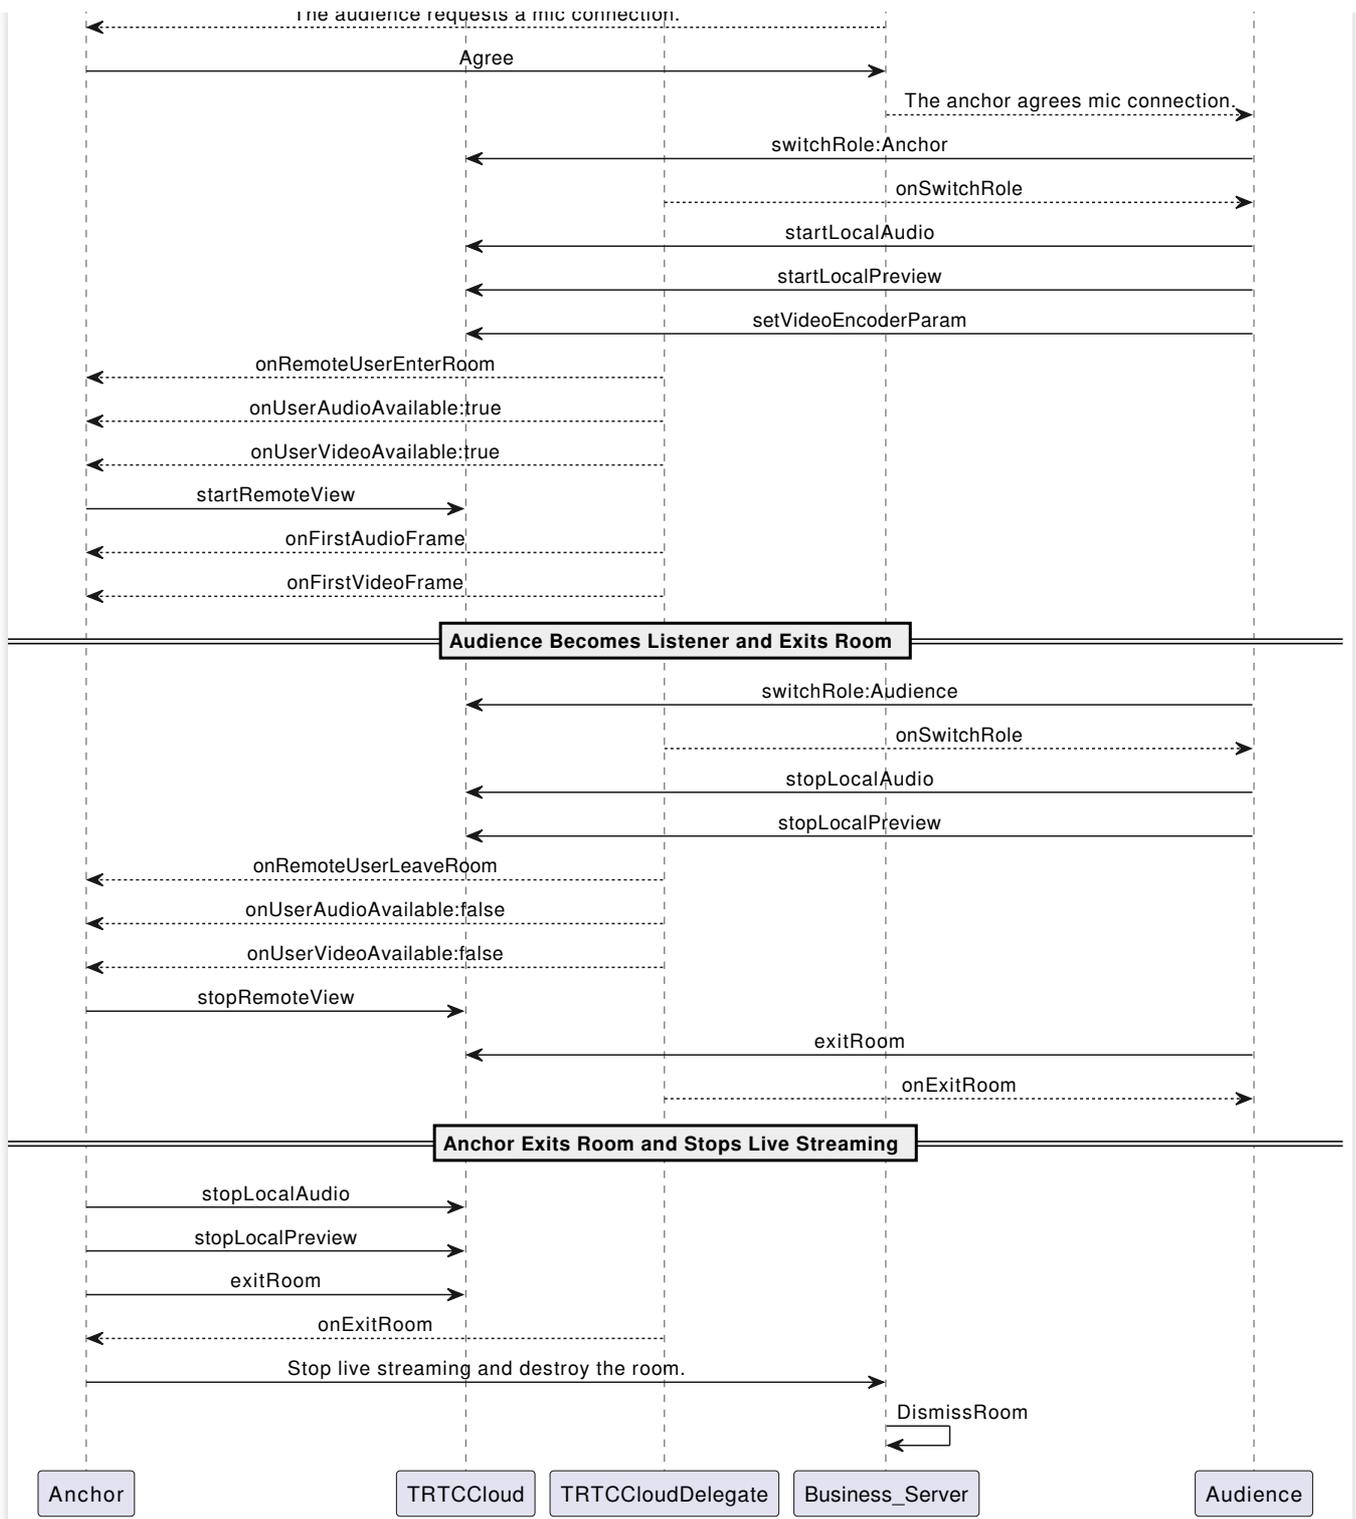 The audience requests a mic connection.
Agree
The anchor agrees mic connection.
switchRole:Anchor
onSwitchRole
startLocalAudio
startLocalPreview
setVideoEncoderParam
onRemoteUserEnterRoom
onUserAudioAvailable:true
onUserVideoAvailable:true
startRemoteView
onFirstAudioFrame
onFirstVideoFrame
Audience Becomes Listener and Exits Room
switchRole:Audience
onSwitchRole
stopLocalAudio
stopLocalPreview
onRemoteUserLeaveRoom
onUserAudioAvailable:false
onUserVideoAvailable:false
stopRemoteView
exitRoom
onExitRoom
Anchor Exits Room and Stops Live Streaming
stopLocalAudio
stopLocalPreview
exitRoom
onExitRoom
Stop live streaming and destroy the room.
DismissRoom
Anchor
TRTCCloud
TRTCCloudDelegate
Business_Server
Audience